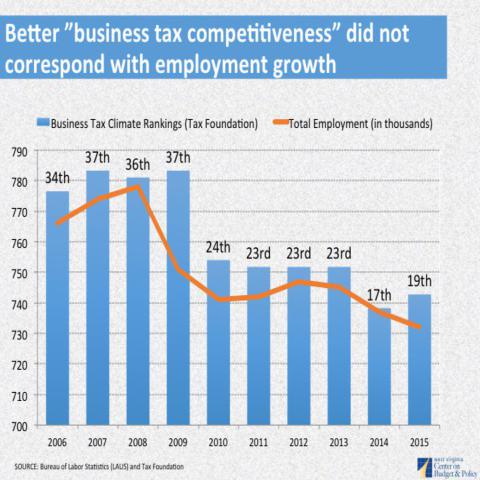 Better ”business tax competitiveness” did not
correspond with employment growth
Business Tax Climate Rankings (Tax Foundation)
Total Employment (in thousands)
790
780
770
760
750
740
730
720
710
700
34th
37th
36th
37th
24th
23rd
23rd
23rd
17th
19th
2006
2007
2008
2009
2010
2011
2012
2013
2014
2015
SOURCE: Bureau of Labor Statistics (LAUS) and Tax Foundation
West Virginia
Center on
Budget & Policy